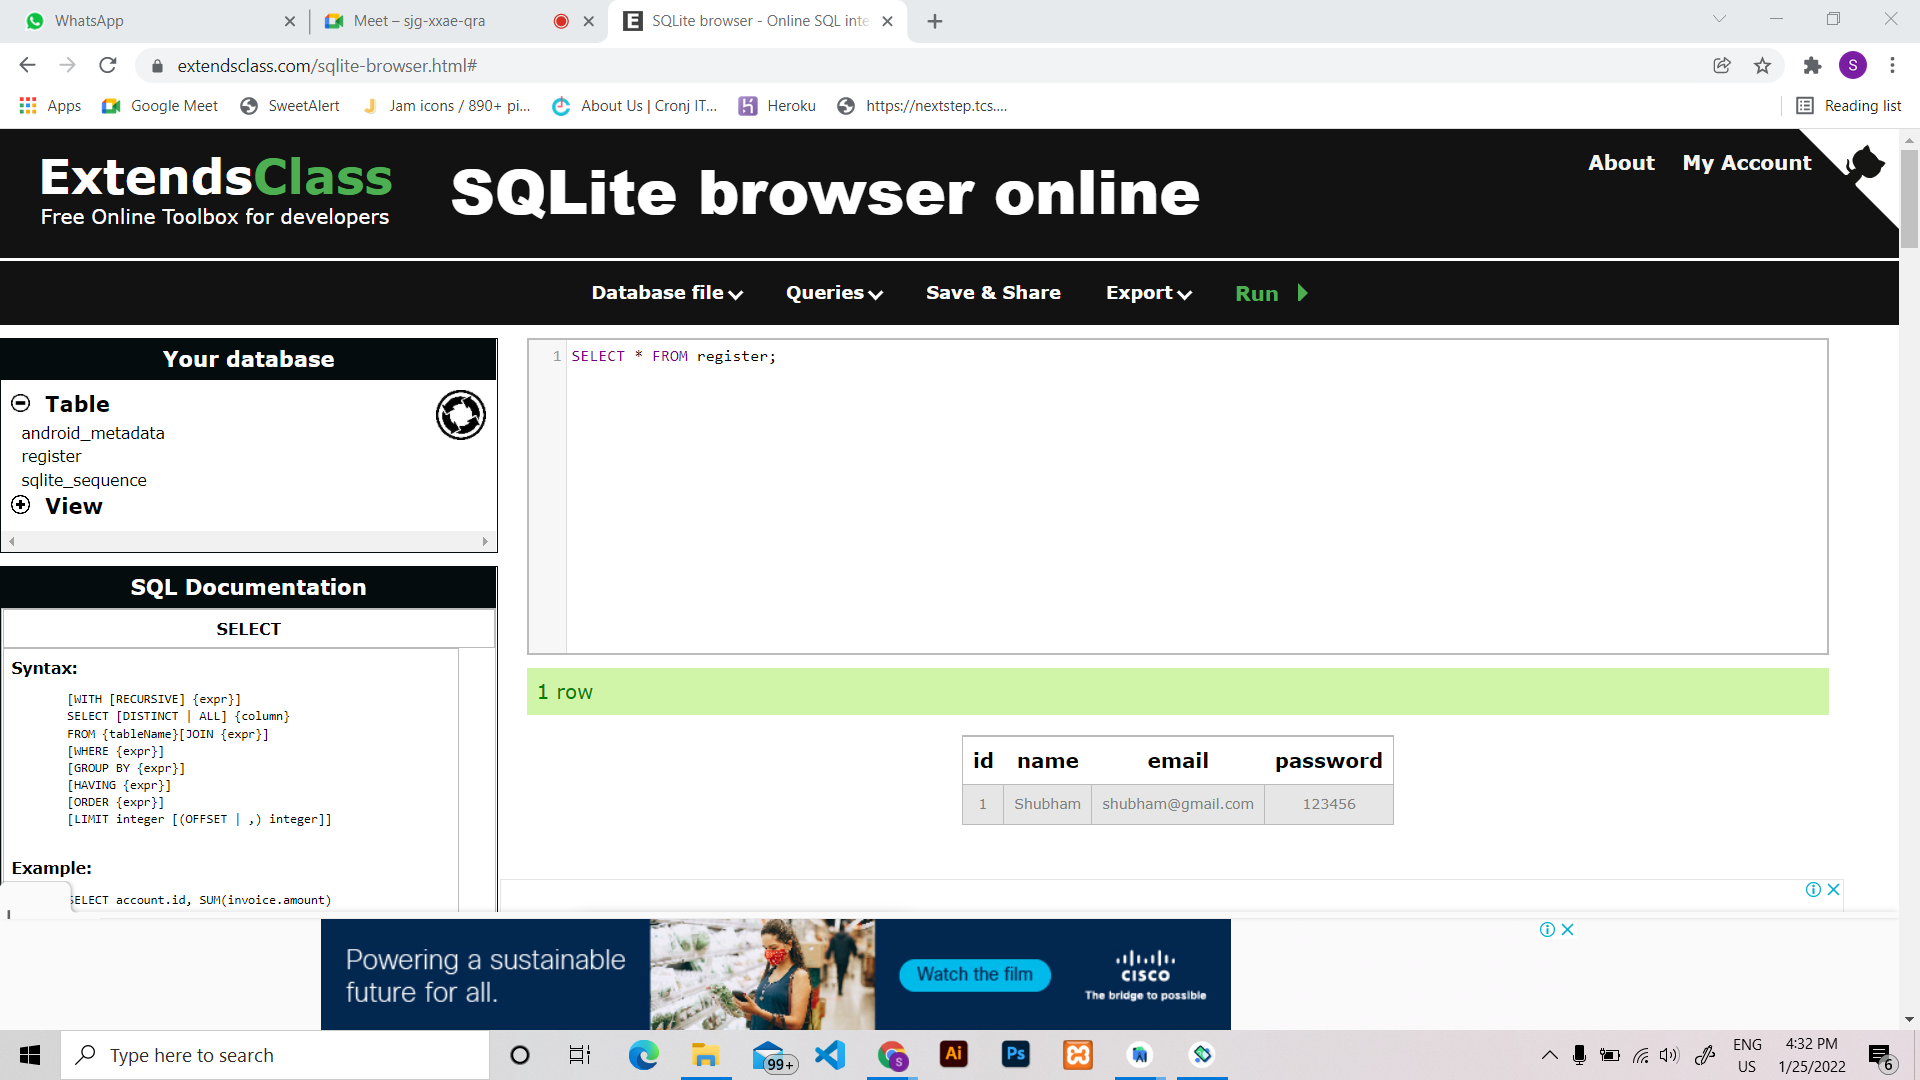 WhatsApp
Meet – sjg-xxae-qra
SQLite browser - Online SQL inte
extendsclass.com/sqlite-browser.html#
S
Apps
Google Meet
SweetAlert
Jam icons / 890+ pi...
About Us | Cronj IT...
Heroku
https://nextstep.tcs....
Reading list
ExtendsClass
Free Online Toolbox for developers
SQLite browser online
About
My Account
Database file
Queries
Save & Share
Export
Run
Your database
Table
android_metadata
register
sqlite_sequence
View
SQL Documentation
SELECT
Syntax:
[WITH [RECURSIVE] {expr}]
SELECT [DISTINCT | ALL] {column}
FROM {tableName}[JOIN {expr}]
[WHERE {expr}]
[GROUP BY {expr}]
[HAVING {expr}]
[ORDER {expr}]
[LIMIT integer [(OFFSET | ,) integer]]
Example:
SELECT account.id, SUM(invoice.amount)
1 SELECT * FROM register;
1 row
id name email password
1 Shubham shubham@gmail.com 123456
Powering a sustainable
future for all.
Watch the film
CISCO
The bridge to possible
Type here to search
99+
S
Ai
Ps
ENG
US
4:32 PM
1/25/2022
6